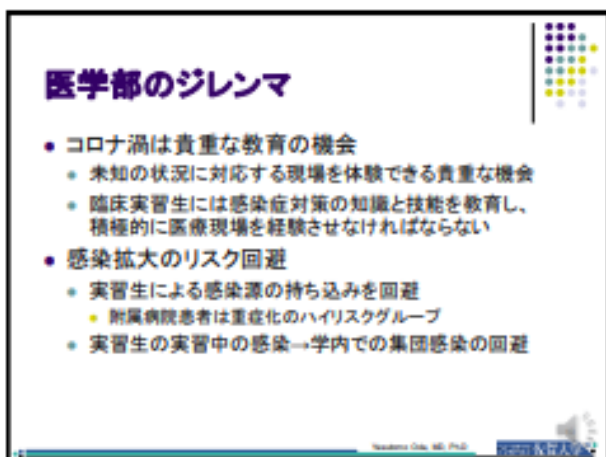 医学部のジレンマ
コロナ渦は貴重な教育の機会
未知の状況に対応する現場を体験できる貴重な機会
臨床実習生には感染症対策の知識と技能を教育し、
積極的に医療現場を経験させなければならない
感染拡大のリスク回避
実習生による感染源の持ち込みを回避
附属病院患者は重症化のハイリスクグループ
実習生の実習中の感染→学内での集団感染の回避